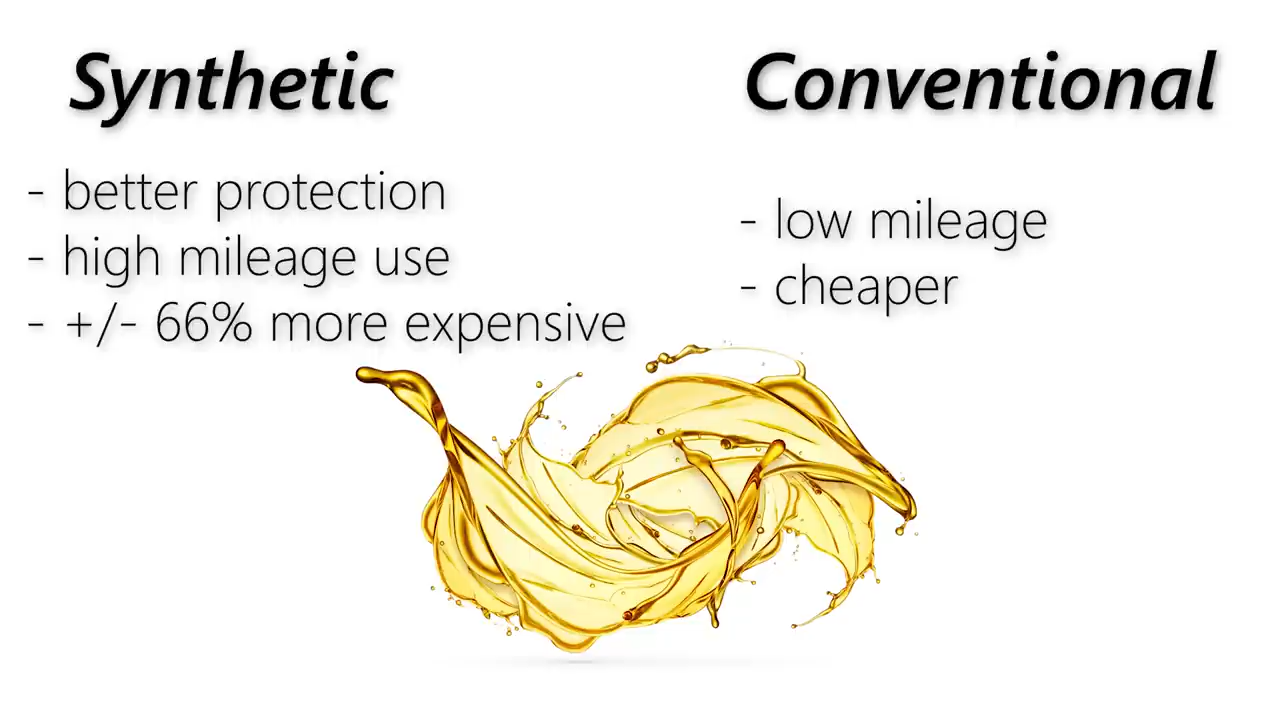 Synthetic
- better protection
- high mileage use
- +/- 66% more expensive
Conventional
- low mileage
- cheaper